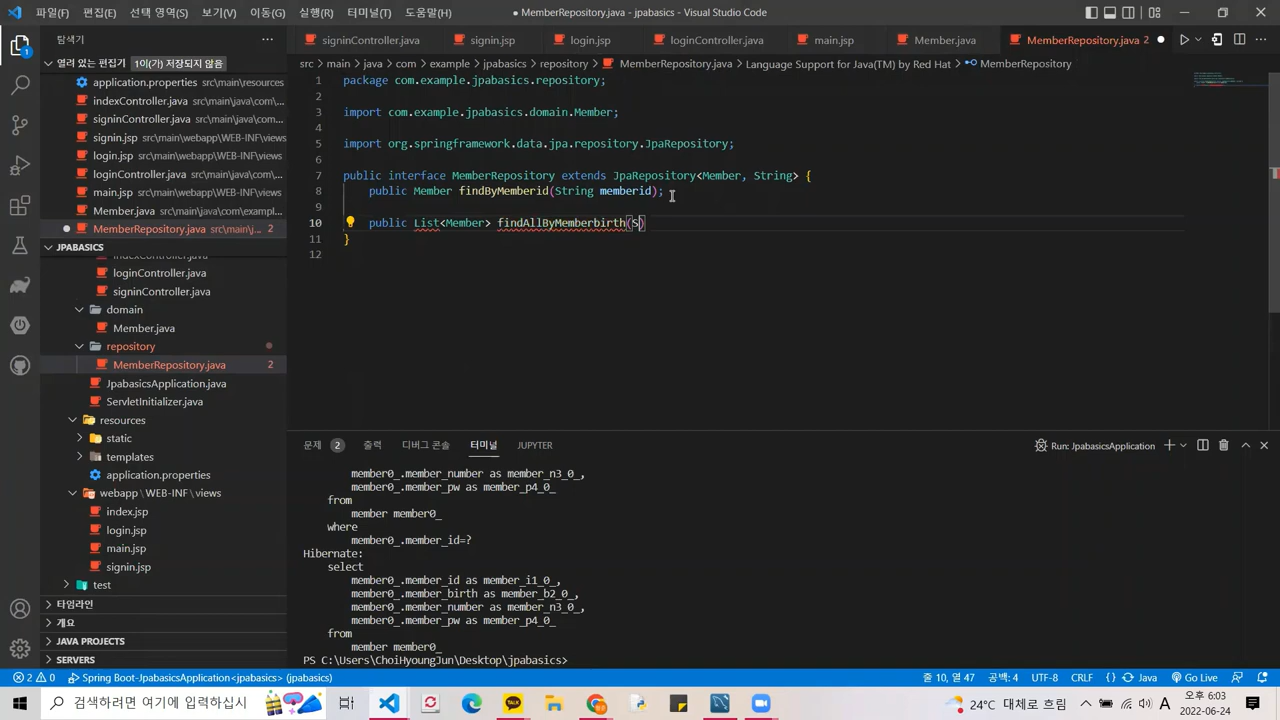 파일(F) 편집(E) 선택 영역(S) 보기(V) 이동(G) 실행(R) 터미널(T) 도움말(H)
● MemberRepository.java - jpabasics - Visual Studio Code
탐색기 ···
열려 있는 편집기 1이(가) 저장되지 않음
application.properties src\main\resources
indexController.java src\main\java\com\...
signinController.java src\main\java\com\...
signin.jsp src\main\webapp\WEB-INF\views
login.jsp src\main\webapp\WEB-INF\views
loginController.java src\main\java\com\...
main.jsp src\main\webapp\WEB-INF\views
Member.java src\main\java\com\exampl...
MemberRepository.java src\main\j... 2
JPABASICS
indexController.java
loginController.java
signinController.java
domain
Member.java
repository
MemberRepository.java 2
JpabasicsApplication.java
ServletInitializer.java
resources
static
templates
application.properties
webapp \ WEB-INF \ views
index.jsp
login.jsp
main.jsp
signin.jsp
test
타임라인
개요
JAVA PROJECTS
SERVERS
signinController.java signin.jsp login.jsp loginController.java main.jsp Member.java MemberRepository.java 2 ●
src > main > java > com > example > jpabasics > repository > MemberRepository.java > Language Support for Java(TM) by Red Hat > MemberRepository
1 package com.example.jpabasics.repository;
2
3 import com.example.jpabasics.domain.Member;
4
5 import org.springframework.data.jpa.repository.JpaRepository;
6
7 public interface MemberRepository extends JpaRepository<Member, String> {
8 public Member findByMemberid(String memberid);
9
10 public List<Member> findAllByMemberbirth(S)
11 }
12
문제 2 출력 디버그 콘솔 터미널 JUPYTER
Run: JpabasicsApplication
member0_.member_number as member_n3_0_,
member0_.member_pw as member_p4_0_
from
member member0_
where
member0_.member_id=?
Hibernate:
select
member0_.member_id as member_i1_0_,
member0_.member_birth as member_b2_0_,
member0_.member_number as member_n3_0_,
member0_.member_pw as member_p4_0_
from
member member0_
PS C:\Users\ChoiHyoungJun\Desktop\jpabasics>
2 0 Spring Boot-JpabasicsApplication<jpabasics> (jpabasics)
줄 10, 열 47 공백: 4 UTF-8 CRLF {} Java Go Live
검색하려면 여기에 입력하십시
24°C 대체로 흐림 A
오후 6:03
2022-06-24